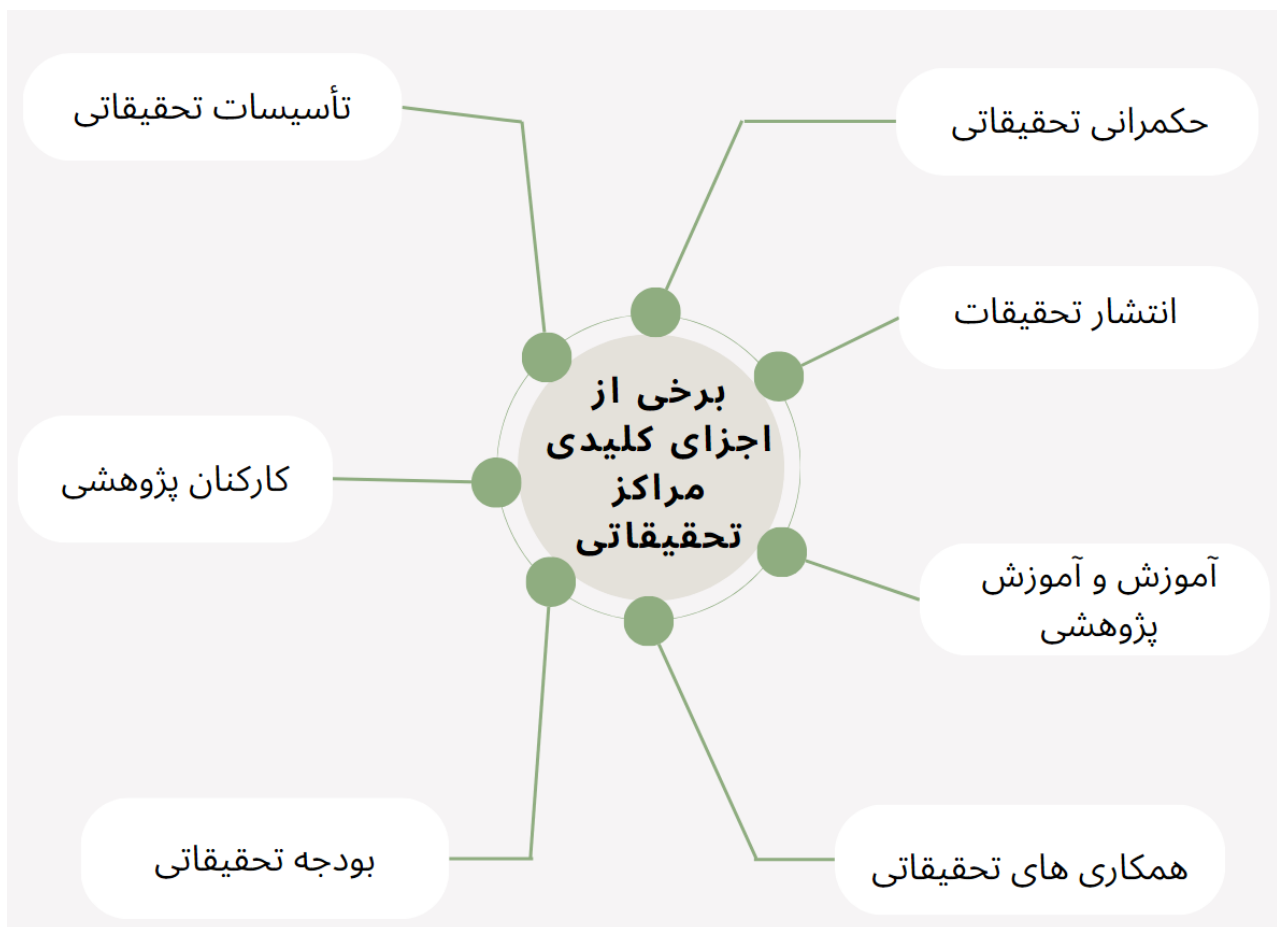 برخی از
اجزای کلیدی
مراکز
تحقیقاتی
حکمرانی تحقیقاتی
انتشار تحقیقات
آموزش و آموزش
پژوهشی
همکاری های تحقیقاتی
بودجه تحقیقاتی
کارکنان پژوهشی
تأسیسات تحقیقاتی